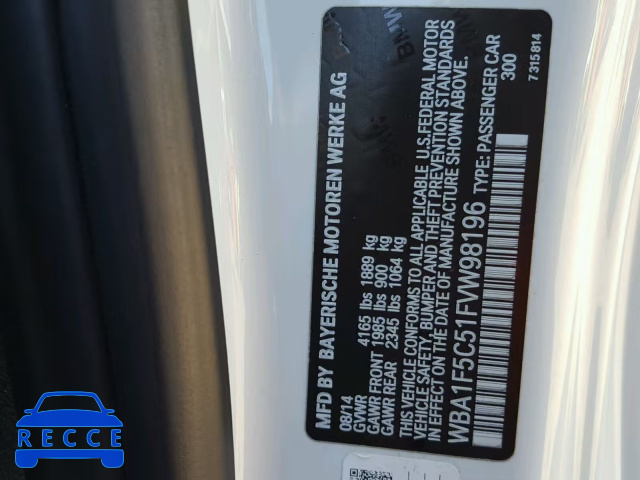 MFD BY BAYERISCHE MOTOREN WERKE AG
08/14
GVWR 4165 lbs 1889 kg
GAWR FRONT 1985 lbs 900 kg
GAWR REAR 2345 lbs 1064 kg
THIS VEHICLE CONFORMS TO ALL APPLICABLE U.S.FEDERAL MOTOR
VEHICLE SAFETY, BUMPER AND THEFT PREVENTION STANDARDS
IN EFFECT ON THE DATE OF MANUFACTURE SHOWN ABOVE.
WBA1F5C51FVW98196 TYPE: PASSENGER CAR
300
7315814
BMW
RECCE